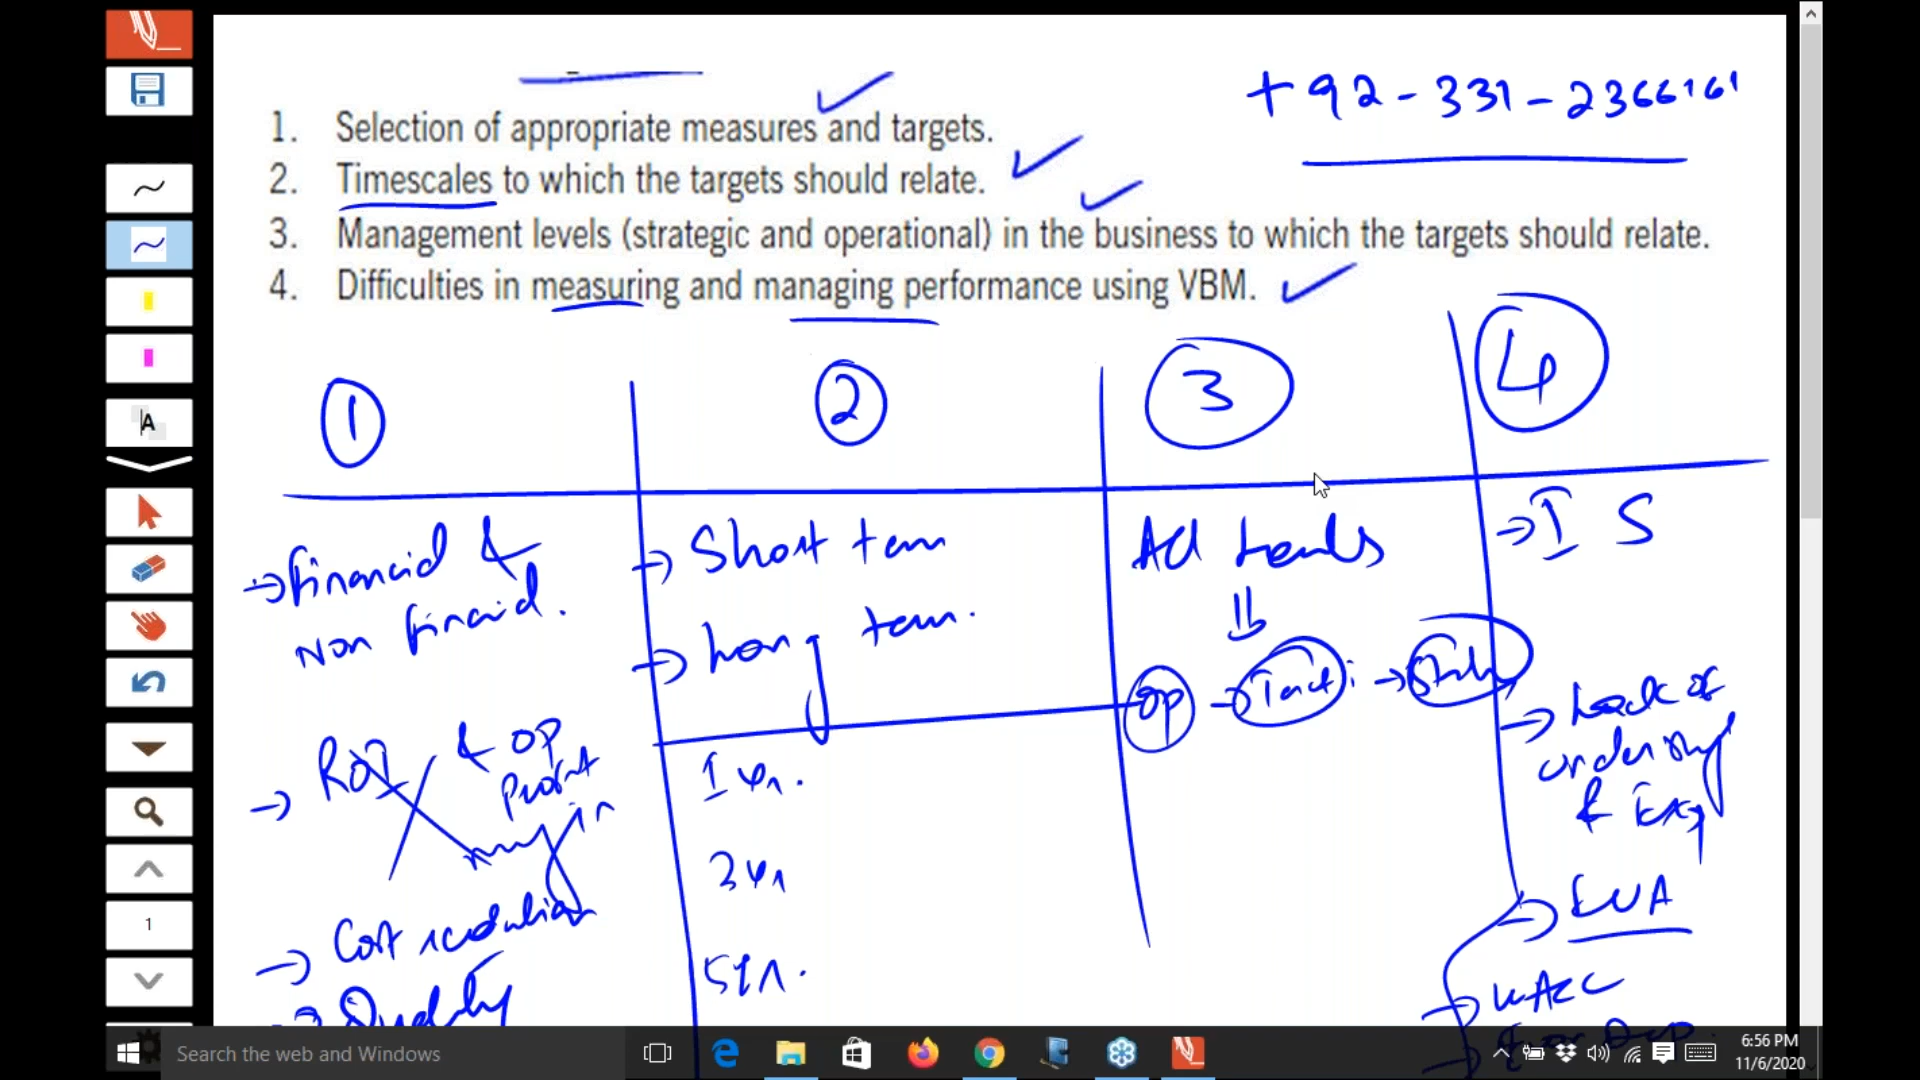 +92-331-2366161
1. Selection of appropriate measures and targets.
2. Timescales to which the targets should relate.
3. Management levels (strategic and operational) in the business to which the targets should relate.
4. Difficulties in measuring and managing performance using VBM.
1
2
3
4
→ financial &
Non financial.
→ ROI & OP
Profit
margin
→ Cost reduction
→ Quality
→ Short term
→ Long term.
1 yr.
3 yr
5 yr.
All levels
OP → Tacti →
→ I S
→ Lack of
& Exp
→ EVA
→ WACC
A
1
Search the web and Windows
6:56 PM
11/6/2020